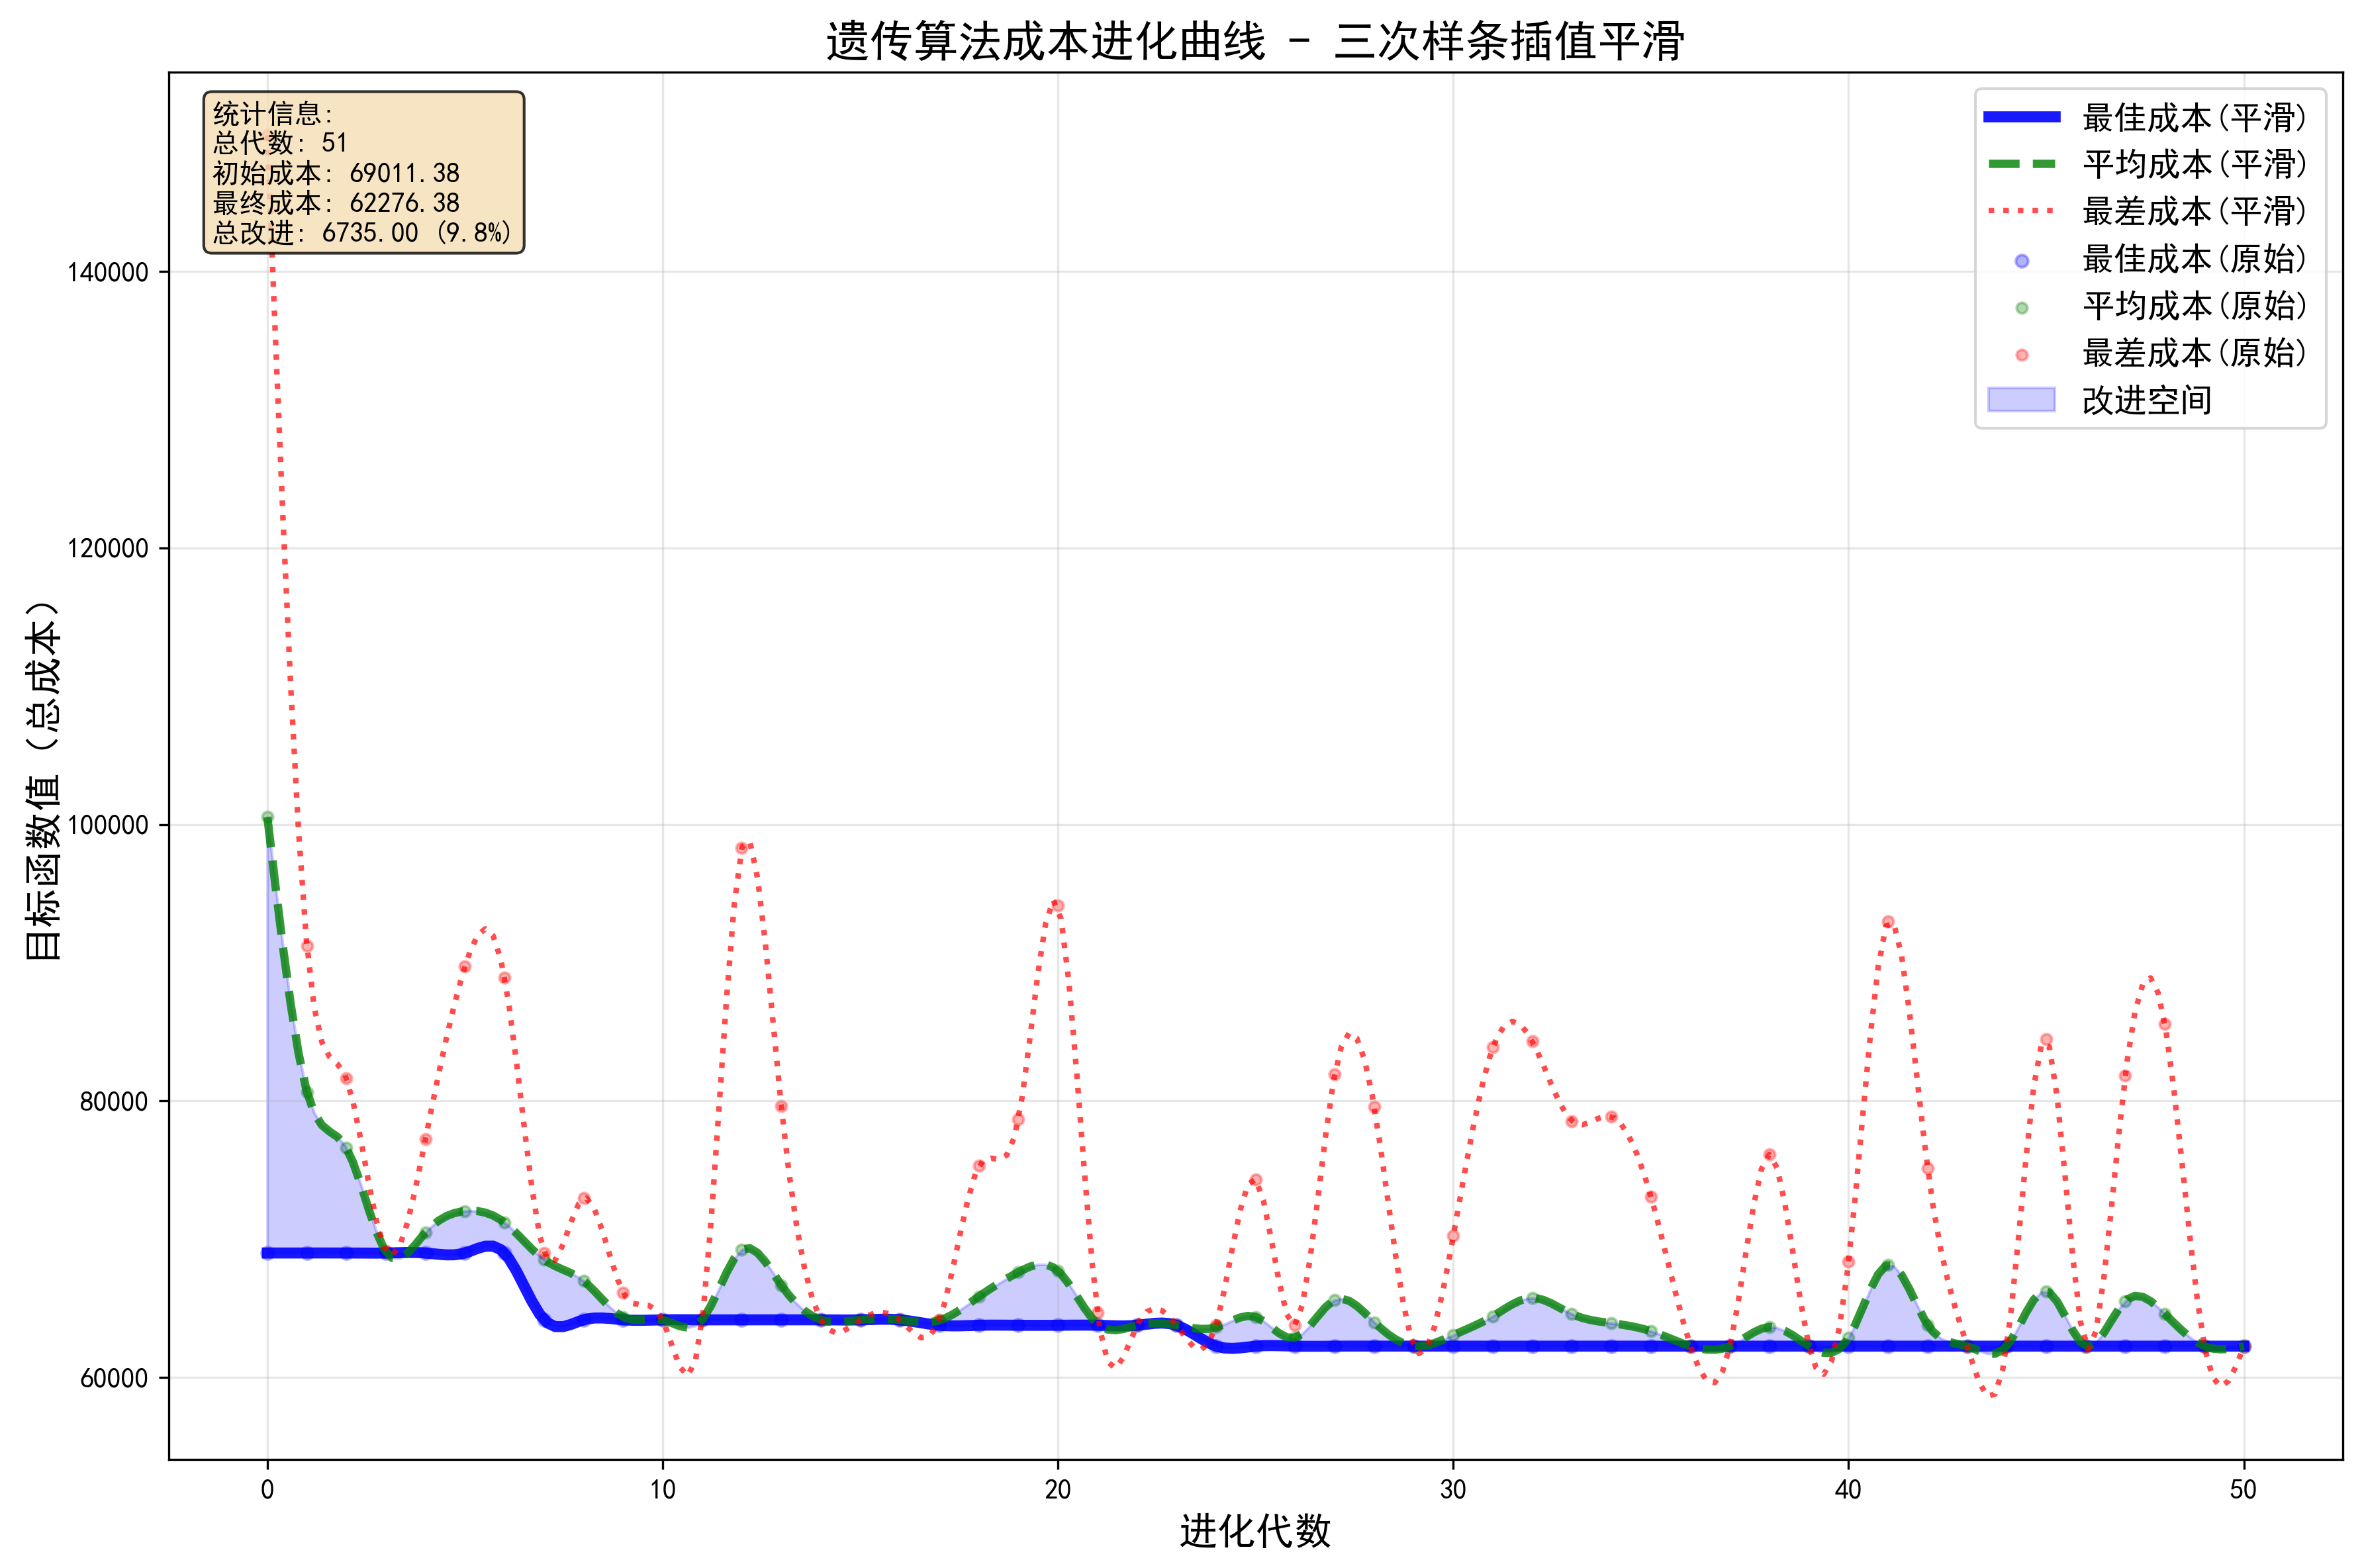 遗传算法成本进化曲线 - 三次样条插值平滑
统计信息:
总代数: 51
初始成本: 69011.38
最终成本: 62276.38
总改进: 6735.00 (9.8%)
最佳成本(平滑)
平均成本(平滑)
最差成本(平滑)
最佳成本(原始)
平均成本(原始)
最差成本(原始)
改进空间
目标函数值（总成本）
140000
120000
100000
80000
60000
0
10
20
30
40
50
进化代数